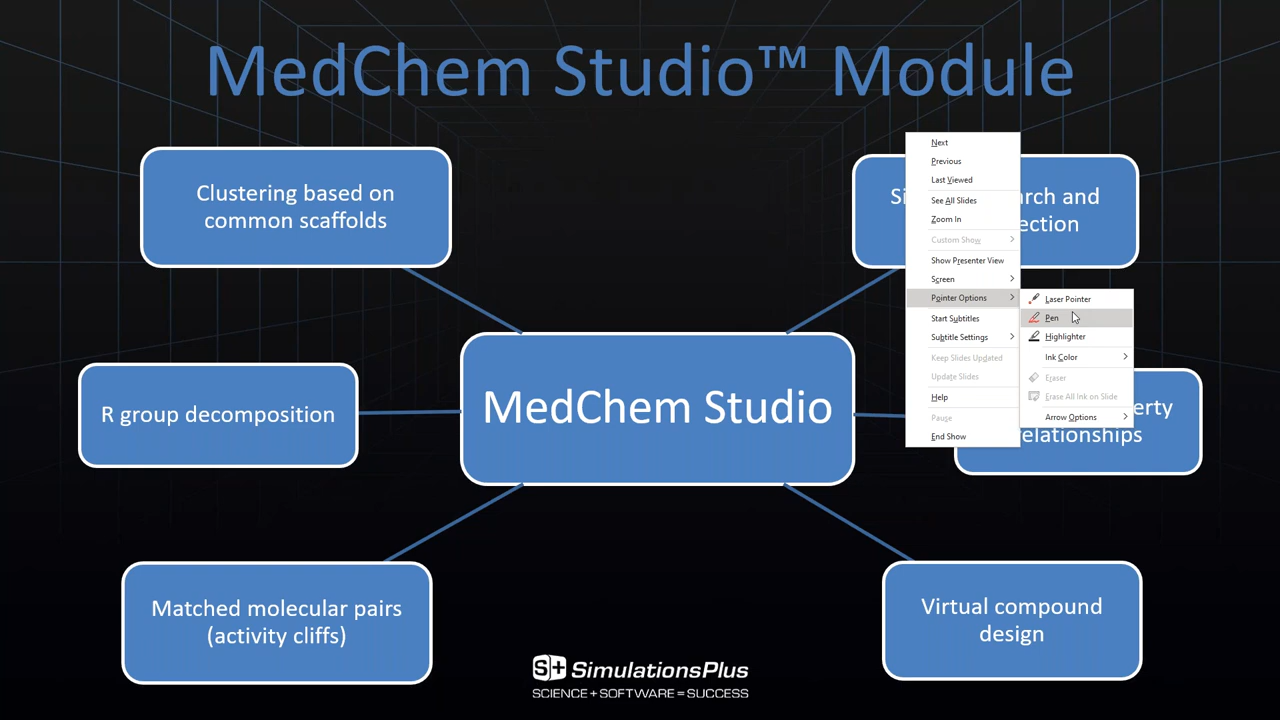 MedChem Studio™ Module
Clustering based on
common scaffolds
R group decomposition
Matched molecular pairs
(activity cliffs)
MedChem Studio
arch and
ection
erty
elationships
Virtual compound
design
Next
Previous
Last Viewed
See All Slides
Zoom In
Custom Show
Show Presenter View
Screen
Pointer Options
Start Subtitles
Subtitle Settings
Keep Slides Updated
Update Slides
Help
Pause
End Show
Laser Pointer
Pen
Highlighter
Ink Color
Eraser
Erase All Ink on Slide
Arrow Options
S+ SimulationsPlus
SCIENCE + SOFTWARE = SUCCESS